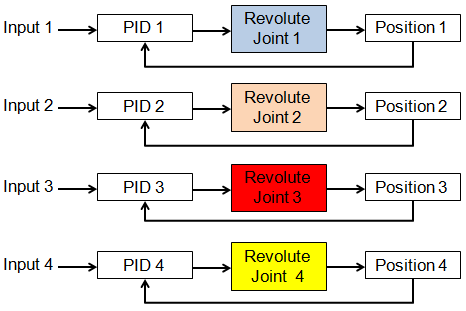 Input 1
PID 1
Revolute
Joint 1
Position 1
Input 2
PID 2
Revolute
Joint 2
Position 2
Input 3
PID 3
Revolute
Joint 3
Position 3
Input 4
PID 4
Revolute
Joint 4
Position 4